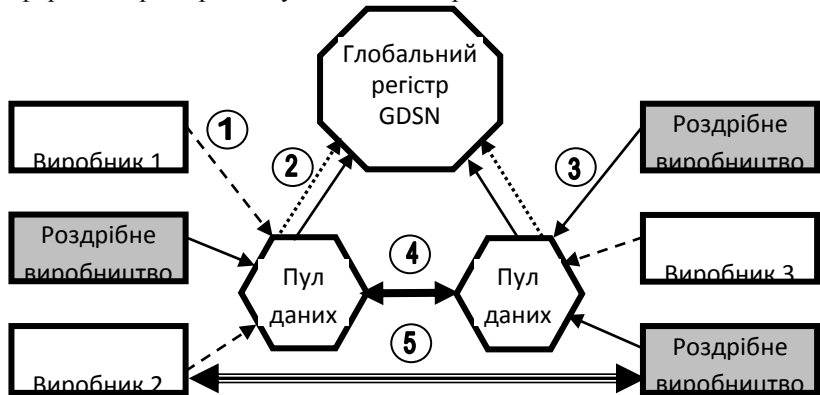 Глобальний
регістр
GDSN
Виробник 1
1
2
3
Роздрібне
виробництво
Роздрібне
виробництво
Пул
даних
4
Пул
даних
Виробник 3
5
Виробник 2
Роздрібне
виробництво